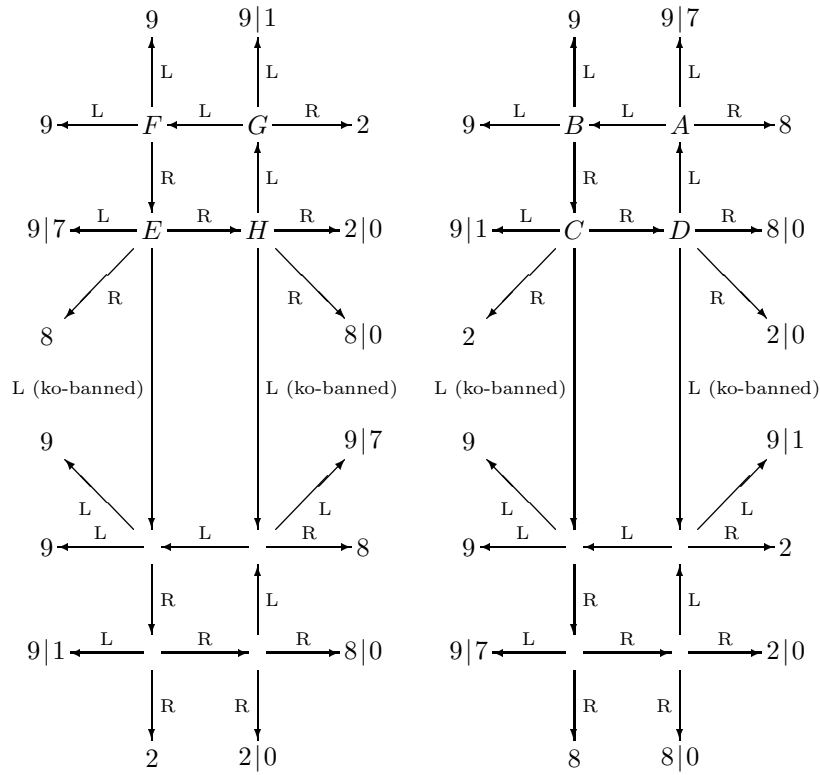 9 9|1 9 9|7
L L L L
9 L F L G R 2 9 L B L A R 8
R L R L
9|7 L E R H R 2|0 9|1 L C R D R 8|0
R R R R
8 8|0 2 2|0
L (ko-banned) L (ko-banned) L (ko-banned) L (ko-banned)
9 9|7 9 9|1
L L L L
9 L L R 8 9 L L R 2
R L R L
9|1 L R R 8|0 9|7 L R R 2|0
R R R R
2 2|0 8 8|0